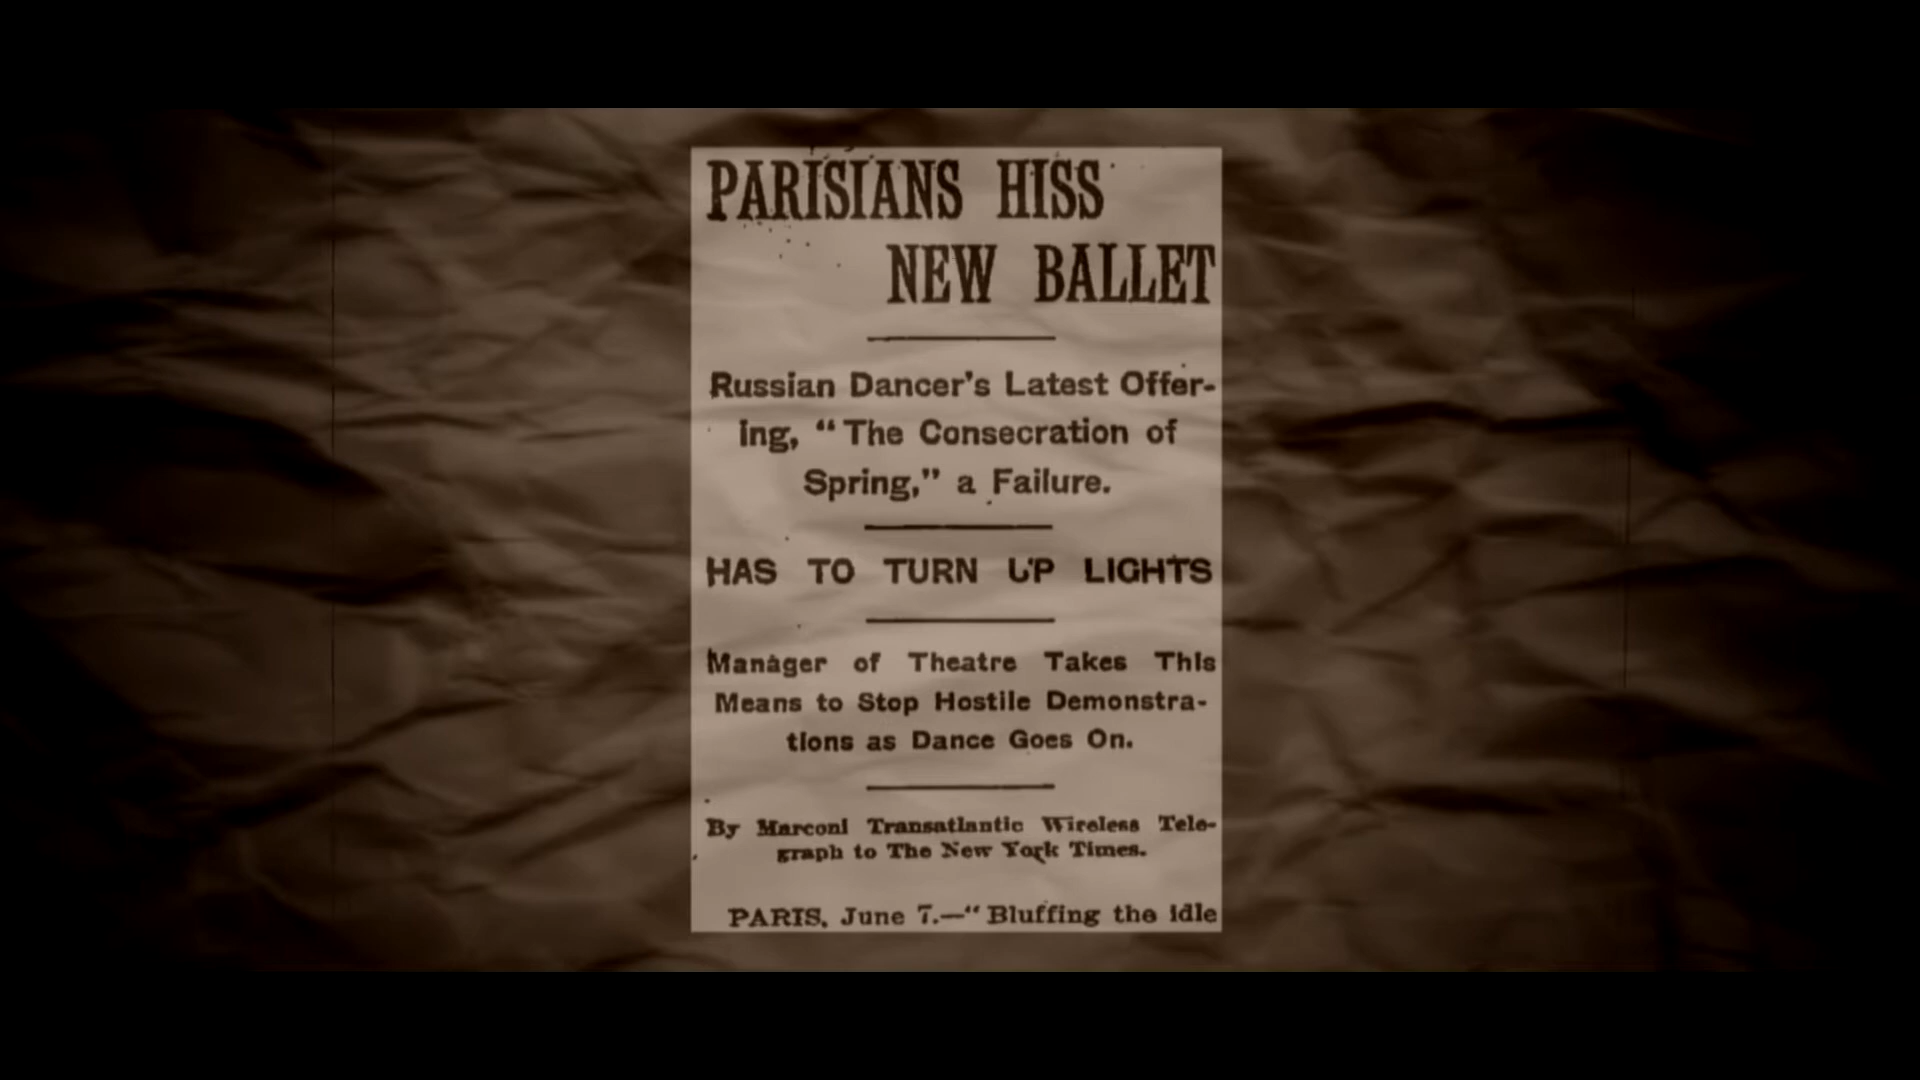 PARISIANS HISS
NEW BALLET
Russian Dancer's Latest Offer-
ing, "The Consecration of
Spring," a Failure.
HAS TO TURN UP LIGHTS
Manager of Theatre Takes This
Means to Stop Hostile Demonstra-
tions as Dance Goes On.
By Marconi Transatlantic Wireless Tele-
graph to The New York Times.
PARIS, June 7.—"Bluffing the idle